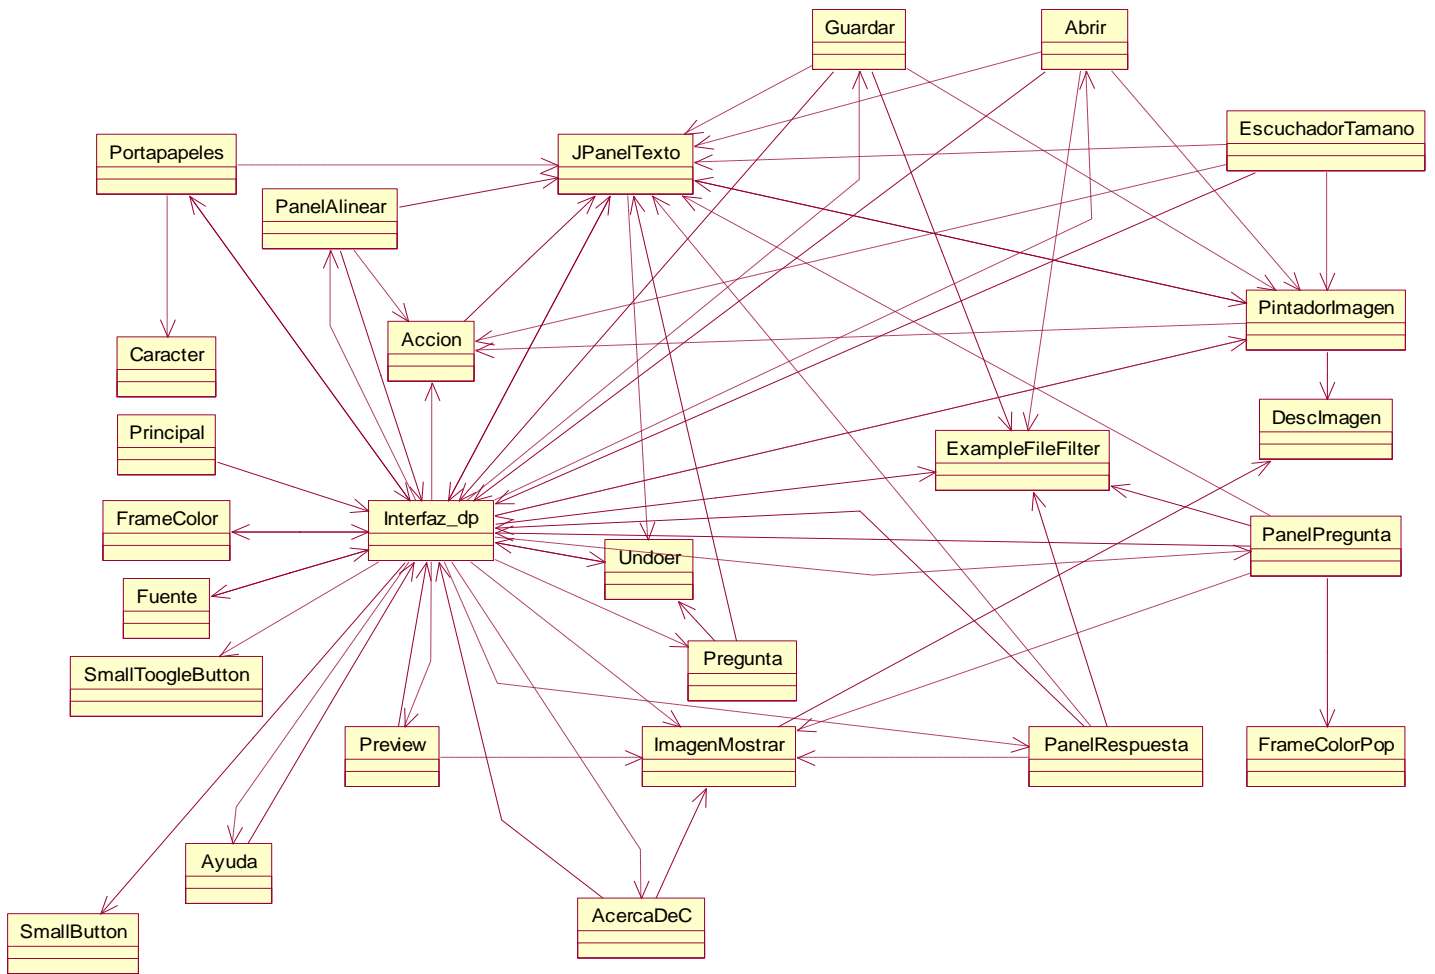 Guardar
Abrir
EscuchadorTamano
Portapapeles
JPanelTexto
PanelAlinear
PintadorImagen
Accion
Caracter
DescImagen
Principal
ExampleFileFilter
FrameColor
Interfaz_dp
PanelPregunta
Undoer
Fuente
Pregunta
SmallToogleButton
Preview
ImagenMostrar
PanelRespuesta
FrameColorPop
Ayuda
AcercaDeC
SmallButton